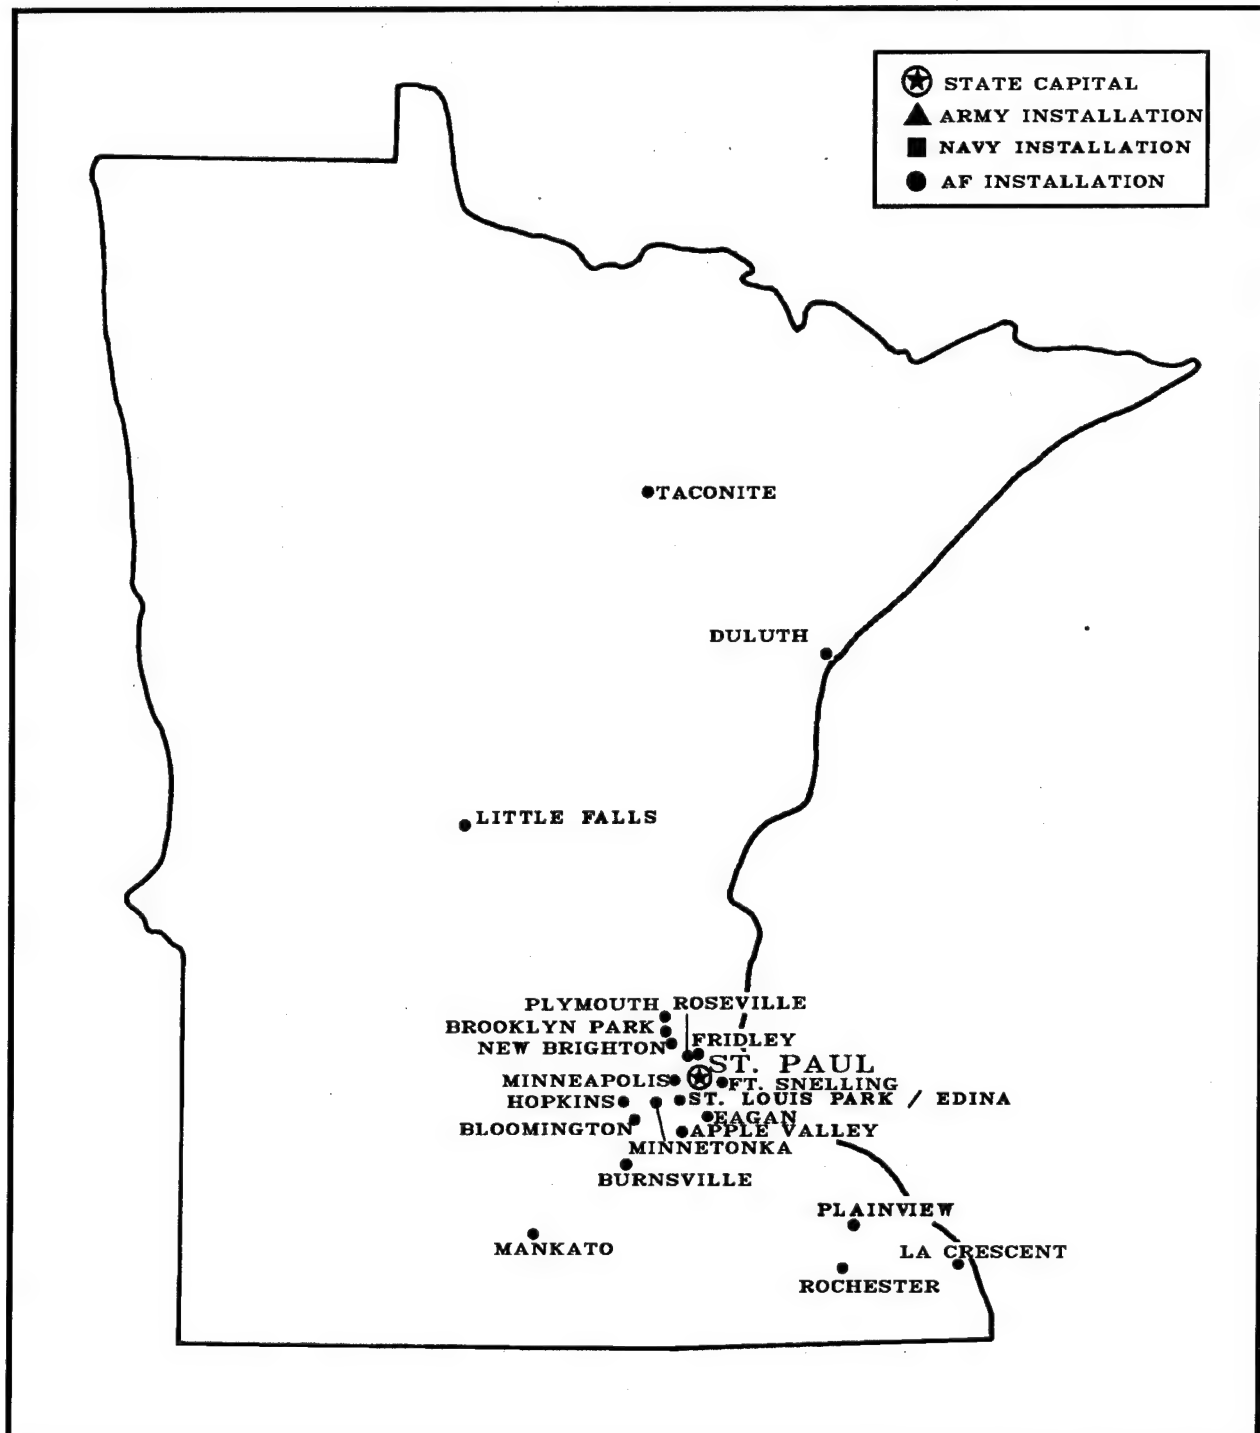 STATE CAPITAL
ARMY INSTALLATION
NAVY INSTALLATION
AF INSTALLATION
TACONITE
DULUTH
LITTLE FALLS
PLYMOUTH
ROSEVILLE
BROOKLYN PARK
NEW BRIGHTON
FRIDLEY
ST. PAUL
MINNEAPOLIS
FT. SNELLING
HOPKINS
ST. LOUIS PARK / EDINA
EAGAN
BLOOMINGTON
APPLE VALLEY
MINNETONKA
BURNSVILLE
PLAINVIEW
MANKATO
LA CRESCENT
ROCHESTER